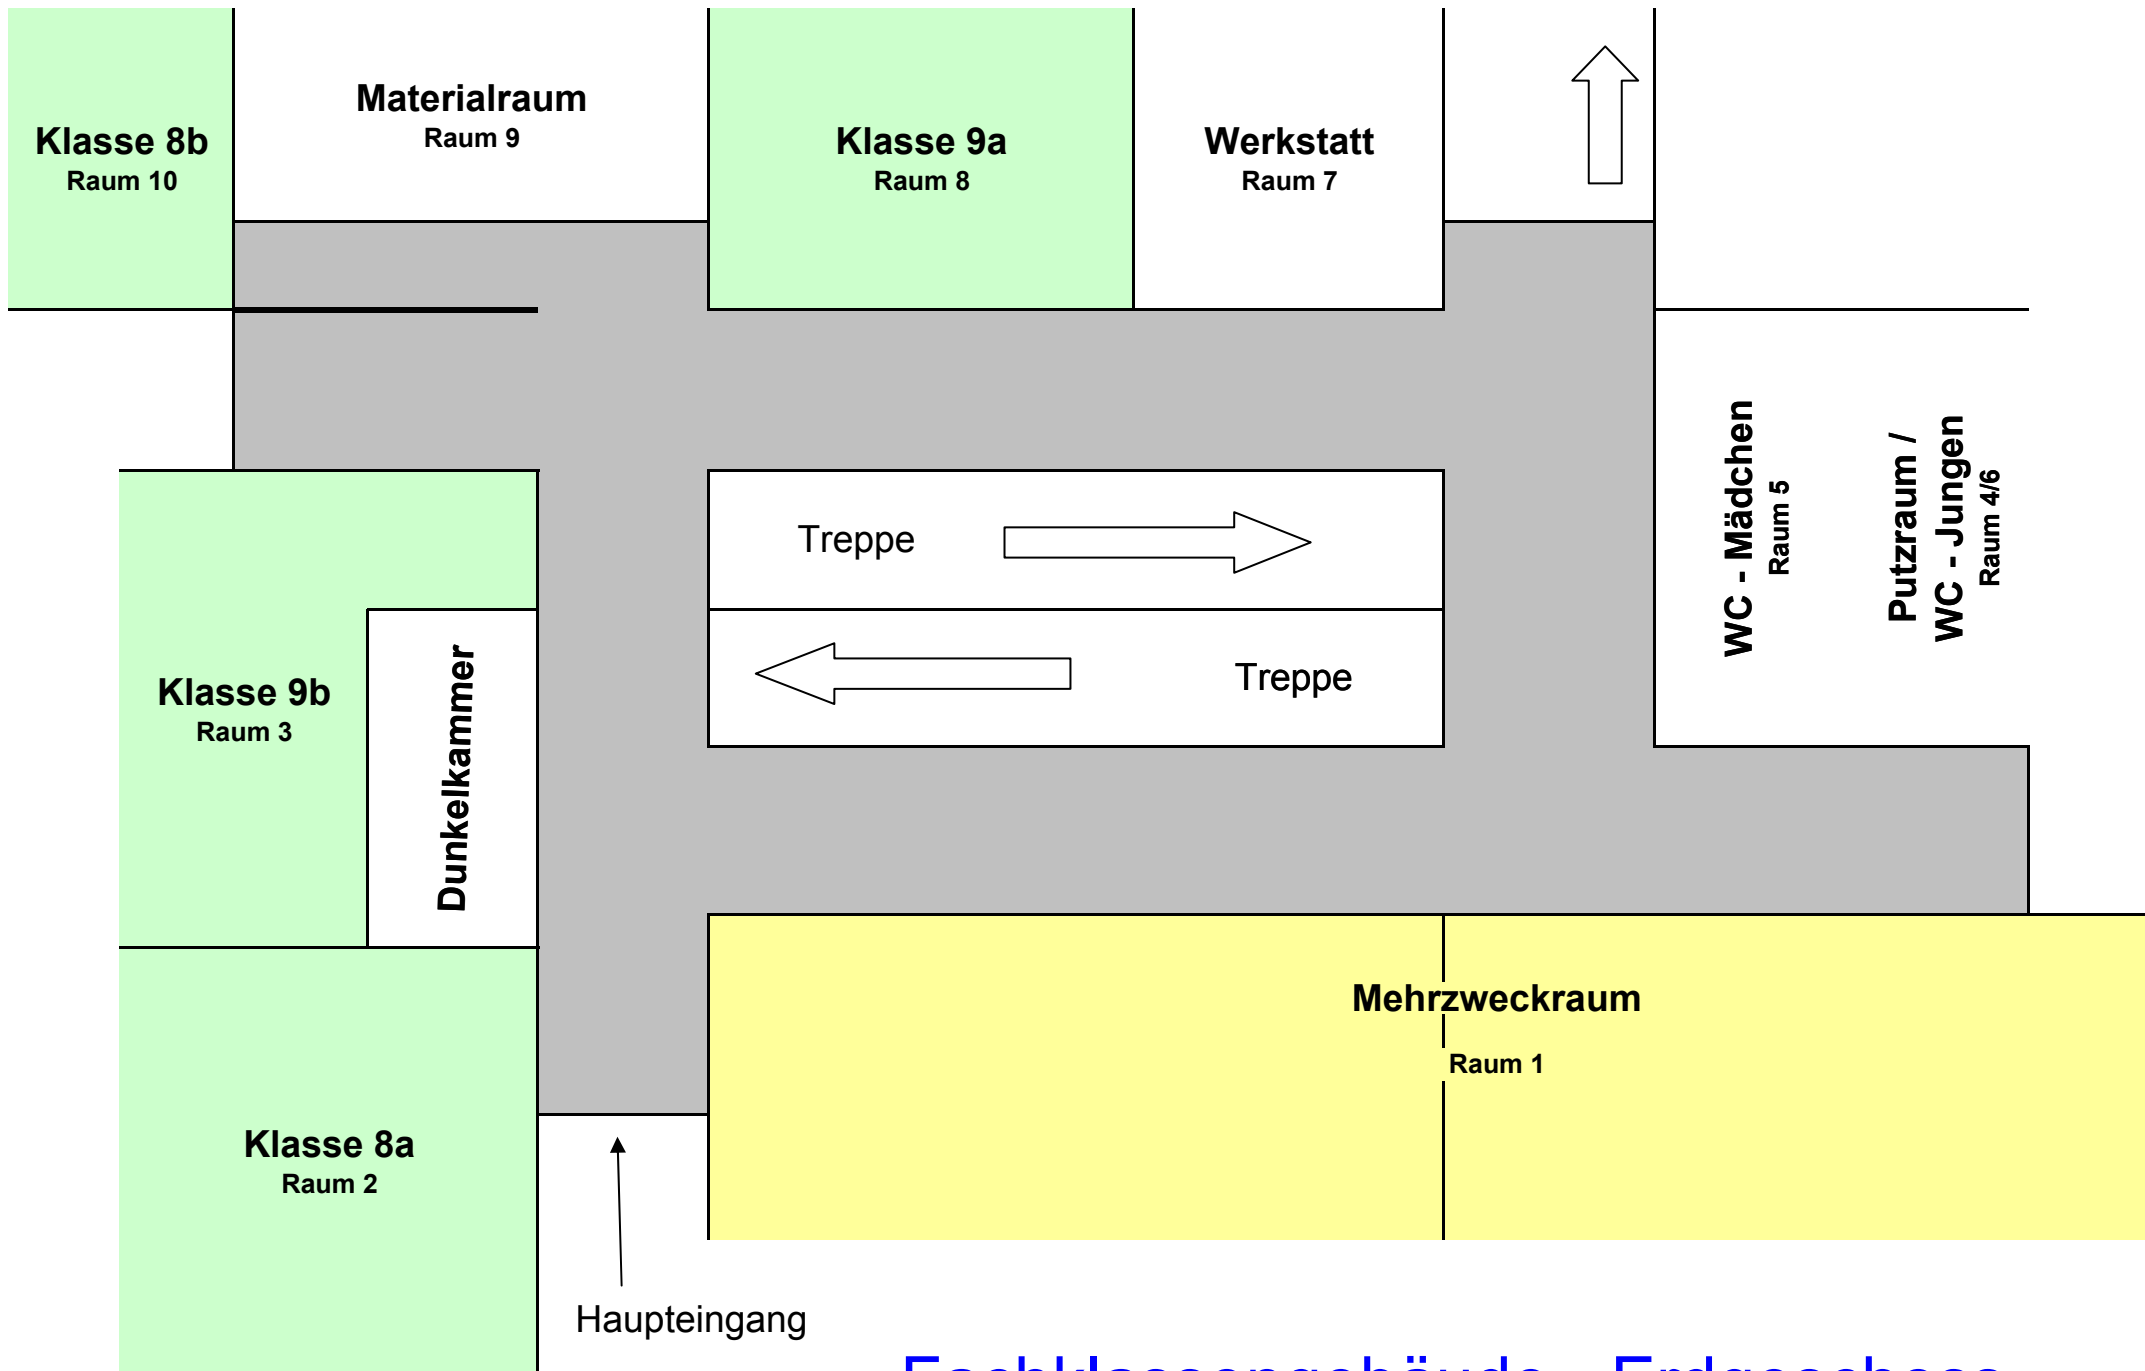 Materialraum
Raum 9
Klasse 8b
Raum 10
Klasse 9a
Raum 8
Werkstatt
Raum 7
Treppe
Treppe
WC - Mädchen
Raum 5
Putzraum /
WC - Jungen
Raum 4/6
Klasse 9b
Raum 3
Dunkelkammer
Mehrzweckraum
Raum 1
Klasse 8a
Raum 2
Haupteingang
Fachklassengebäude - Erdgeschoss